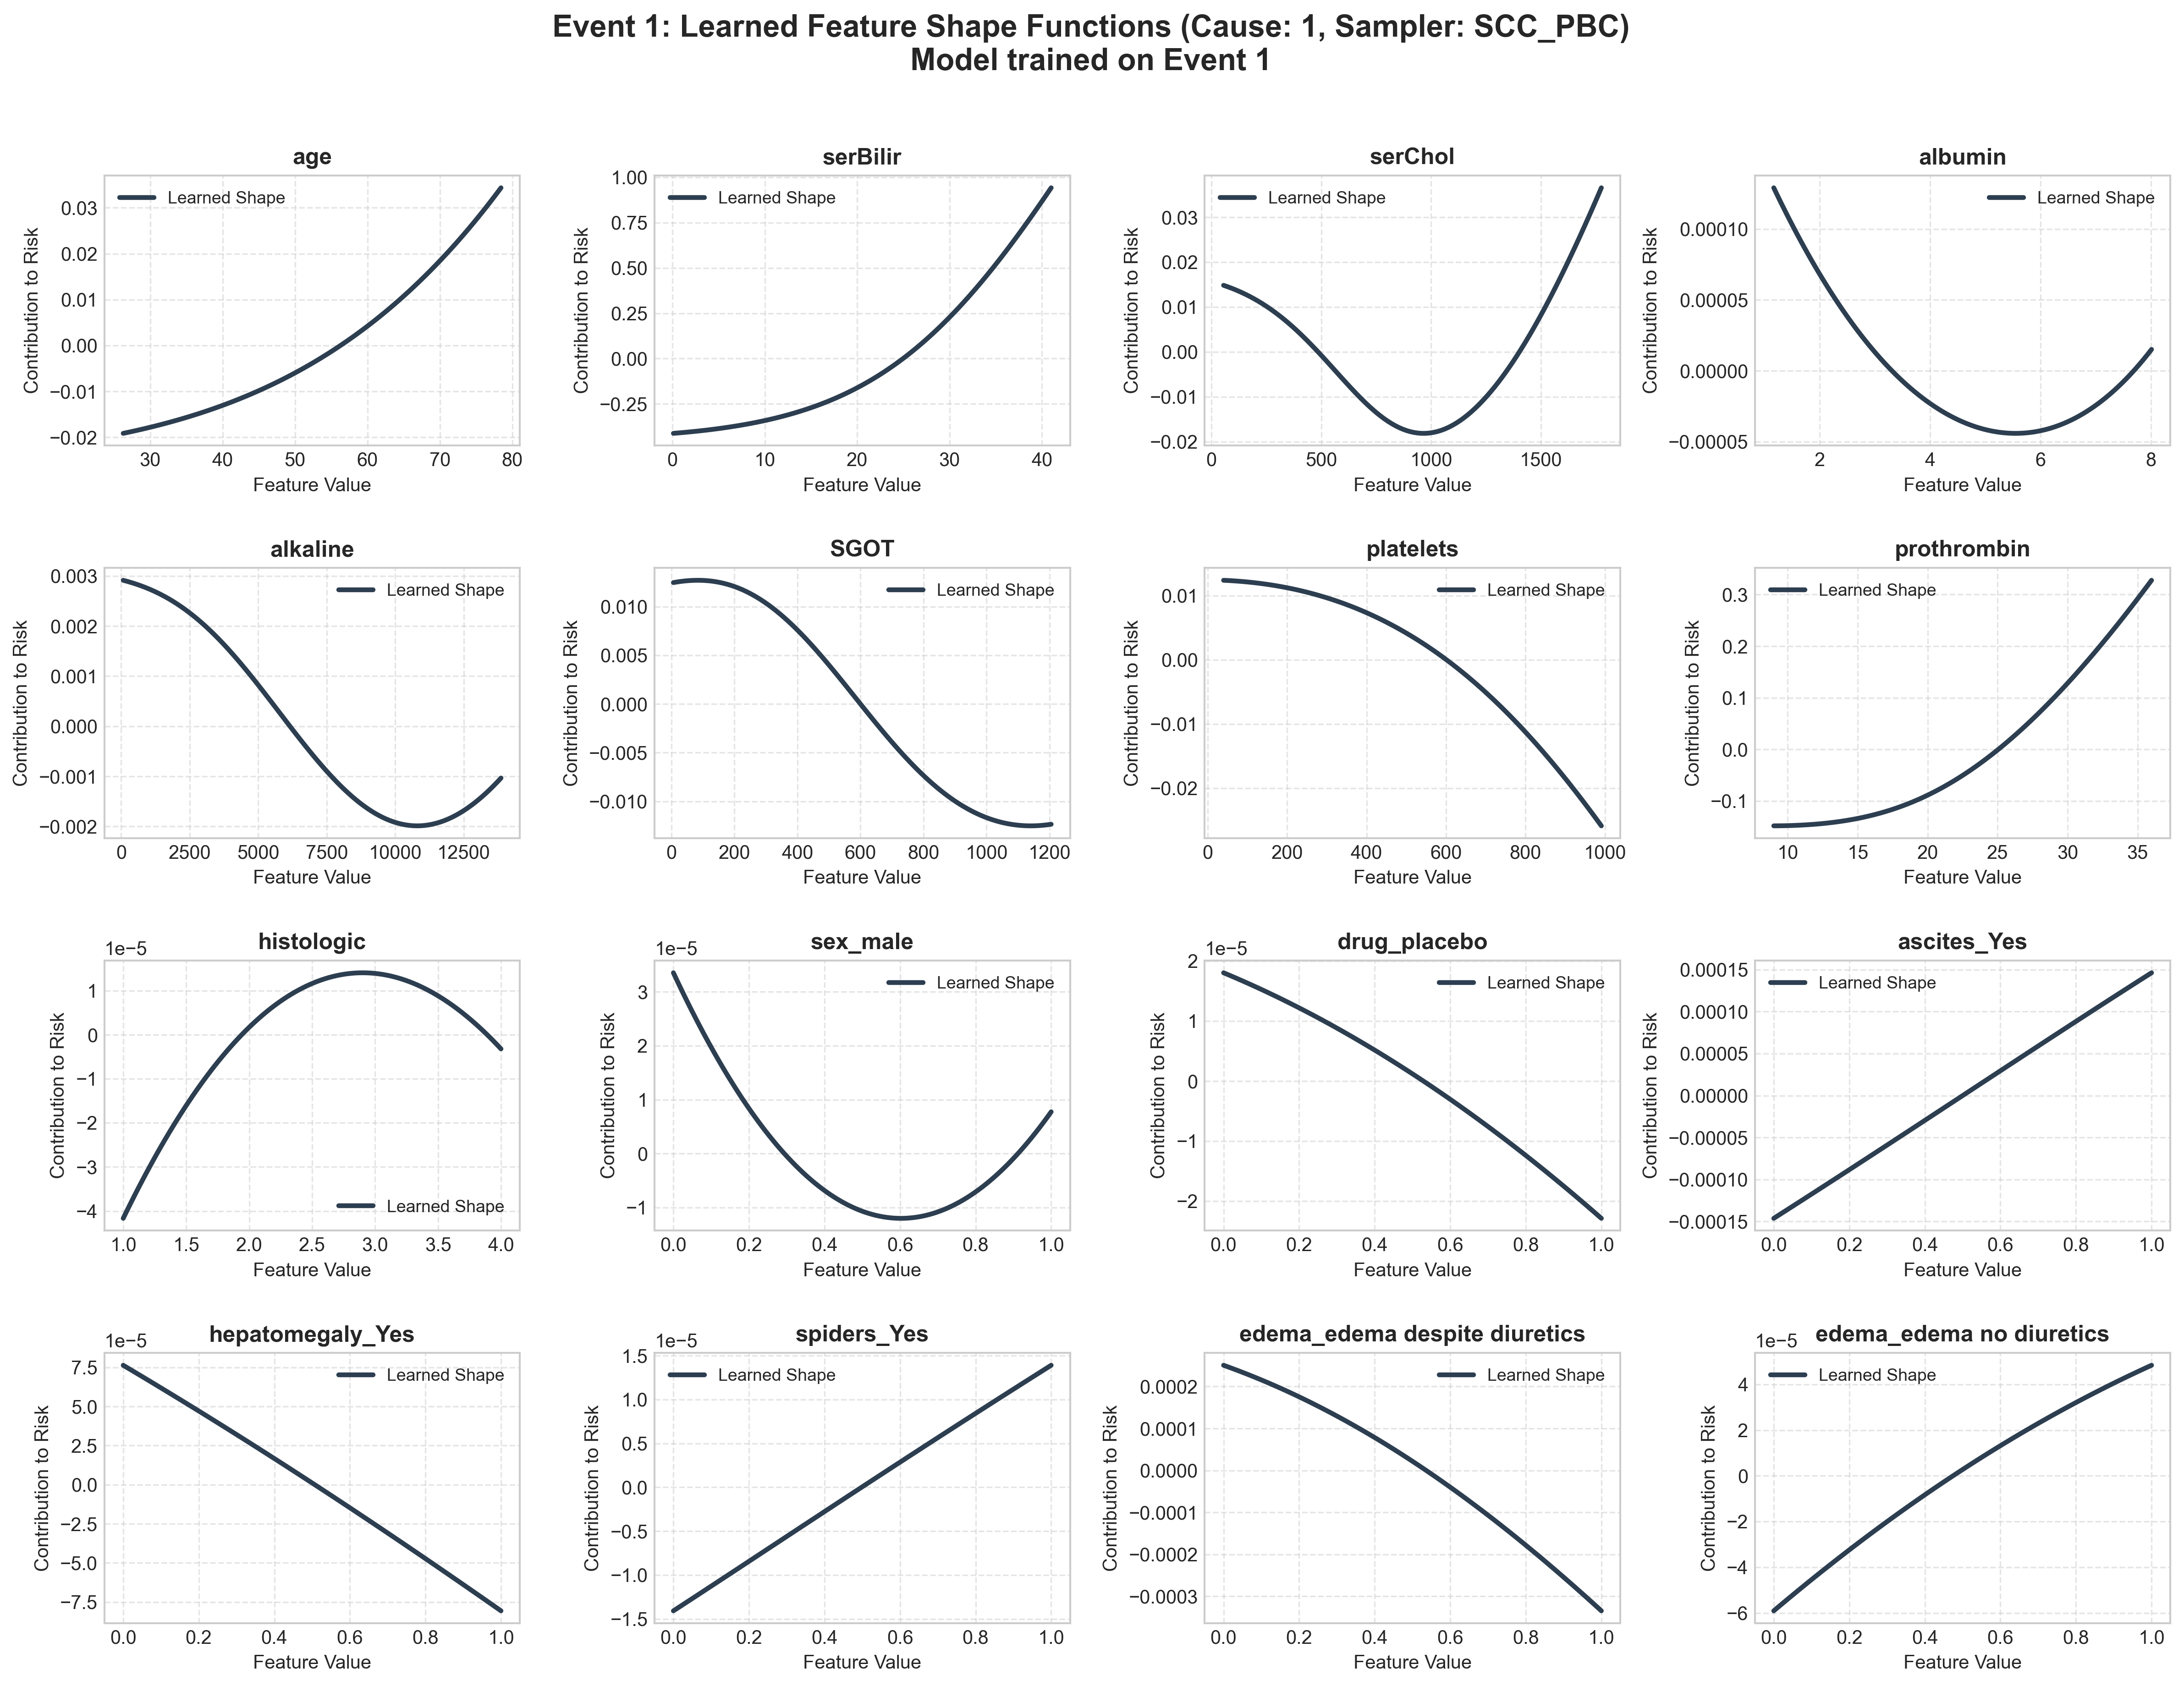 Event 1: Learned Feature Shape Functions (Cause: 1, Sampler: SCC_PBC)
Model trained on Event 1
age
Learned Shape
Contribution to Risk
0.03
0.02
0.01
0.00
−0.01
−0.02
30 40 50 60 70 80
Feature Value
serBilir
Learned Shape
Contribution to Risk
1.00
0.75
0.50
0.25
0.00
−0.25
0 10 20 30 40
Feature Value
serChol
Learned Shape
Contribution to Risk
0.03
0.02
0.01
0.00
−0.01
−0.02
0 500 1000 1500
Feature Value
albumin
Learned Shape
Contribution to Risk
0.00010
0.00005
0.00000
−0.00005
2 4 6 8
Feature Value
alkaline
Learned Shape
Contribution to Risk
0.003
0.002
0.001
0.000
−0.001
−0.002
0 2500 5000 7500 10000 12500
Feature Value
SGOT
Learned Shape
Contribution to Risk
0.010
0.005
0.000
−0.005
−0.010
0 200 400 600 800 1000 1200
Feature Value
platelets
Learned Shape
Contribution to Risk
0.01
0.00
−0.01
−0.02
0 200 400 600 800 1000
Feature Value
prothrombin
Learned Shape
Contribution to Risk
0.3
0.2
0.1
0.0
−0.1
10 15 20 25 30 35
Feature Value
histologic
1e−5
Learned Shape
Contribution to Risk
1
0
−1
−2
−3
−4
1.0 1.5 2.0 2.5 3.0 3.5 4.0
Feature Value
sex_male
1e−5
Learned Shape
Contribution to Risk
3
2
1
0
−1
0.0 0.2 0.4 0.6 0.8 1.0
Feature Value
drug_placebo
1e−5
Learned Shape
Contribution to Risk
2
1
0
−1
−2
0.0 0.2 0.4 0.6 0.8 1.0
Feature Value
ascites_Yes
Learned Shape
Contribution to Risk
0.00015
0.00010
0.00005
0.00000
−0.00005
−0.00010
−0.00015
0.0 0.2 0.4 0.6 0.8 1.0
Feature Value
hepatomegaly_Yes
1e−5
Learned Shape
Contribution to Risk
7.5
5.0
2.5
0.0
−2.5
−5.0
−7.5
0.0 0.2 0.4 0.6 0.8 1.0
Feature Value
spiders_Yes
1e−5
Learned Shape
Contribution to Risk
1.5
1.0
0.5
0.0
−0.5
−1.0
−1.5
0.0 0.2 0.4 0.6 0.8 1.0
Feature Value
edema_edema despite diuretics
Learned Shape
Contribution to Risk
0.0002
0.0001
0.0000
−0.0001
−0.0002
−0.0003
0.0 0.2 0.4 0.6 0.8 1.0
Feature Value
edema_edema no diuretics
1e−5
Learned Shape
Contribution to Risk
4
2
0
−2
−4
−6
0.0 0.2 0.4 0.6 0.8 1.0
Feature Value